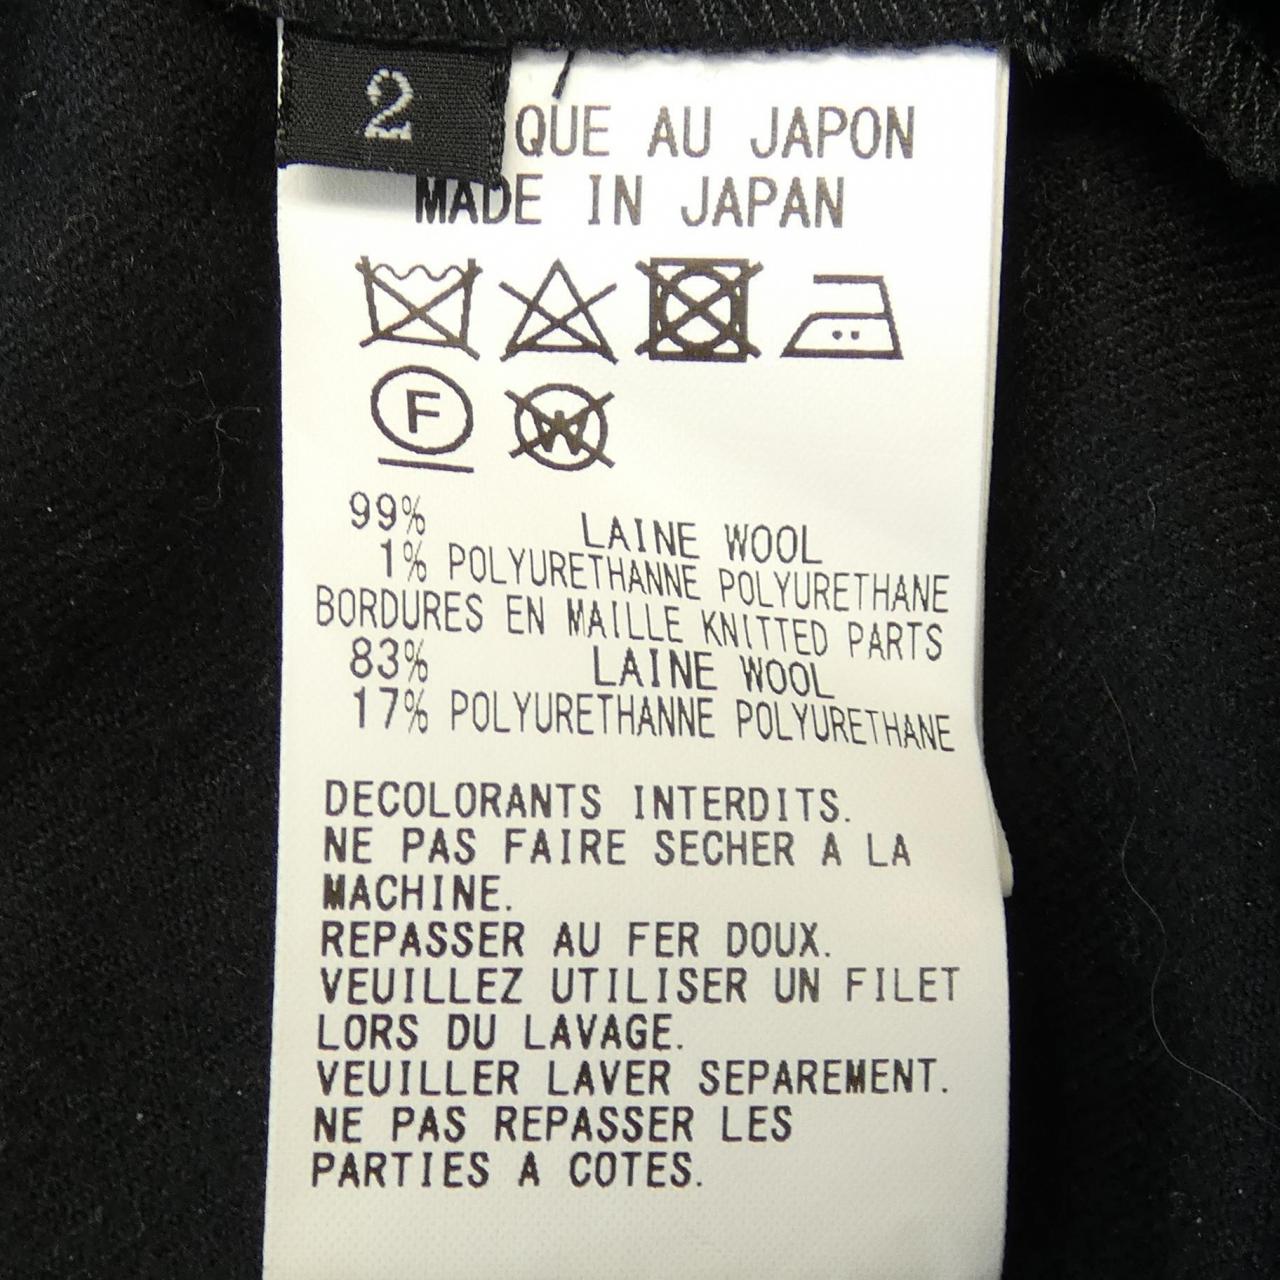 2
QUE AU JAPON
MADE IN JAPAN
F
W
99% LAINE WOOL
1% POLYURETHANNE POLYURETHANE
BORDURES EN MAILLE KNITTED PARTS
83% LAINE WOOL
17% POLYURETHANNE POLYURETHANE
DECOLORANTS INTERDITS.
NE PAS FAIRE SECHER A LA
MACHINE.
REPASSER AU FER DOUX.
VEUILLEZ UTILISER UN FILET
LORS DU LAVAGE.
VEUILLER LAVER SEPAREMENT.
NE PAS REPASSER LES
PARTIES A COTES.